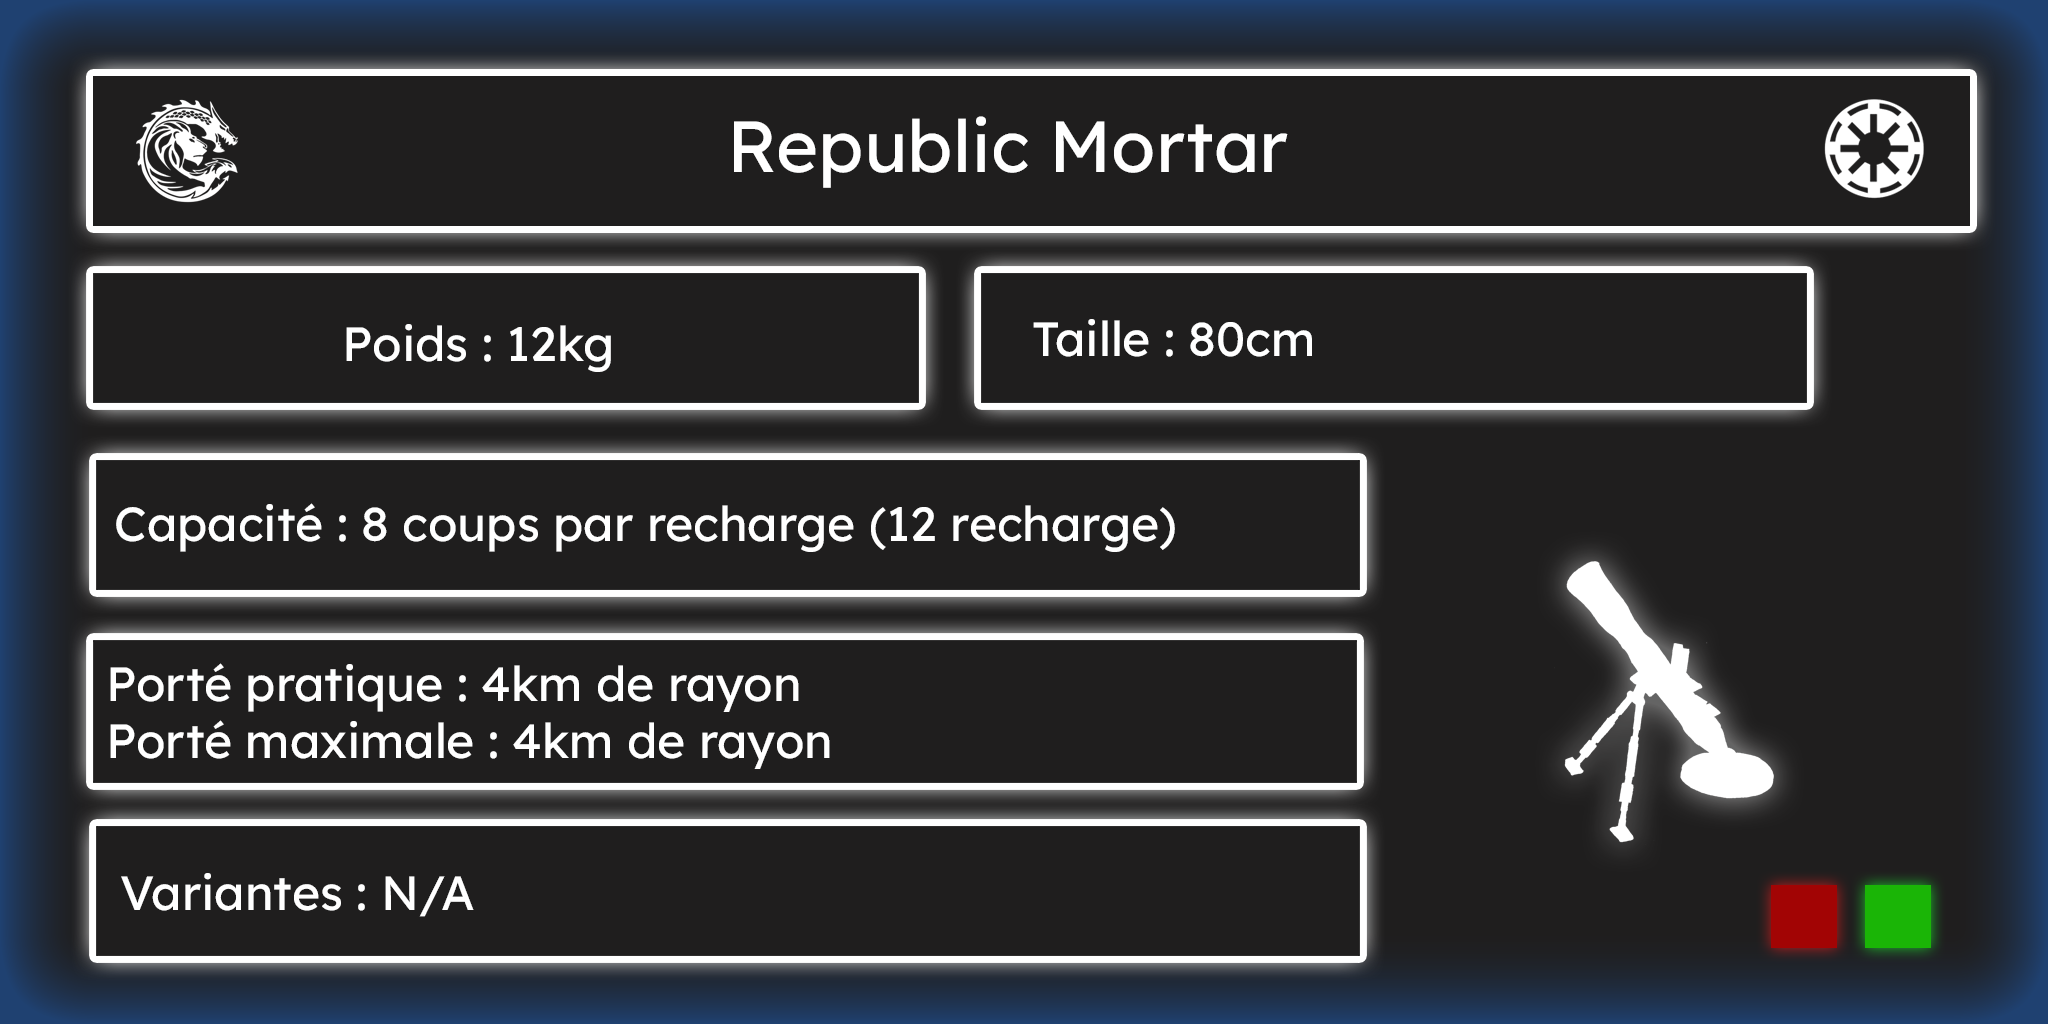 Republic Mortar
Poids : 12kg
Taille : 80cm
Capacité : 8 coups par recharge (12 recharge)
Porté pratique : 4km de rayon
Porté maximale : 4km de rayon
Variantes : N/A